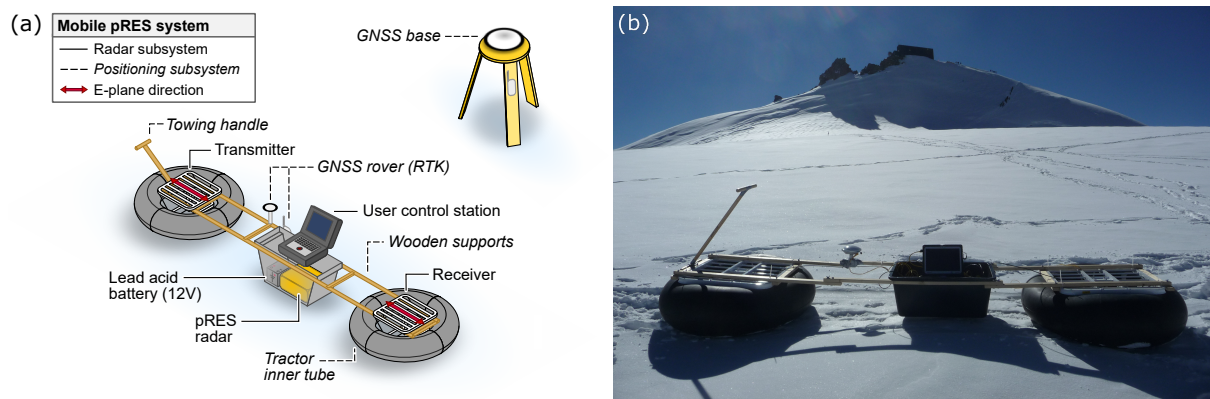 (a)
Mobile pRES system
Radar subsystem
Positioning subsystem
E-plane direction
GNSS base
(b)
Towing handle
Transmitter
GNSS rover (RTK)
User control station
Wooden supports
Lead acid
battery (12V)
Receiver
pRES
radar
Tractor
inner tube